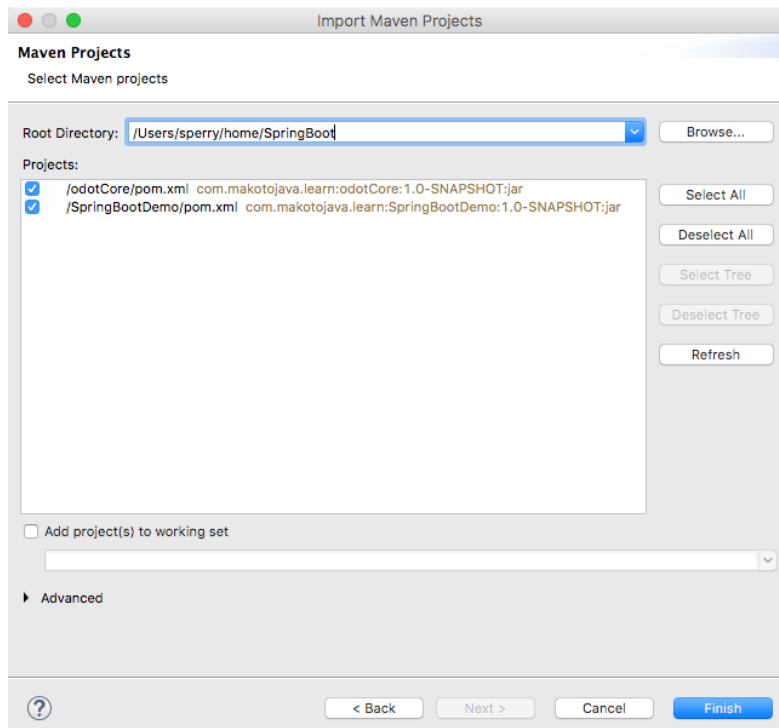 Import Maven Projects
Maven Projects
Select Maven projects
Root Directory: /Users/sperry/home/SpringBoot Browse...
Projects:
/odotCore/pom.xml com.makotojava.learn:odotCore:1.0-SNAPSHOT:jar
/SpringBootDemo/pom.xml com.makotojava.learn:SpringBootDemo:1.0-SNAPSHOT:jar
Select All
Deselect All
Select Tree
Deselect Tree
Refresh
Add project(s) to working set
Advanced
? < Back Next > Cancel Finish